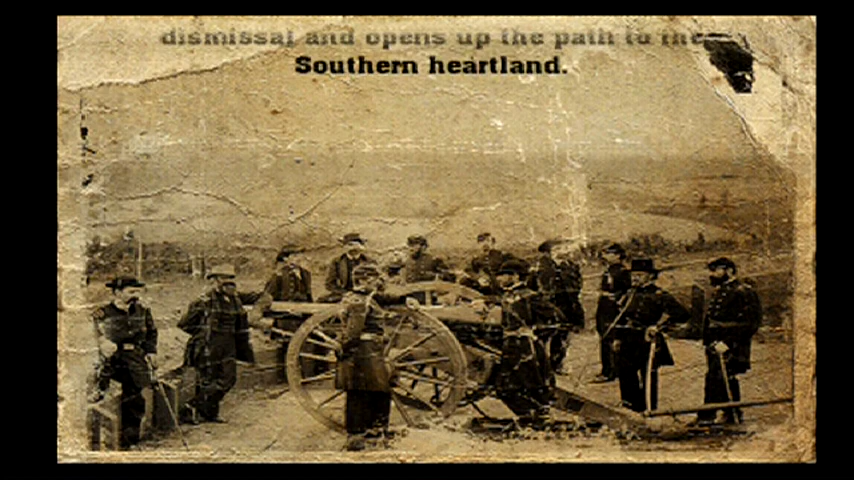 dismissal and opens up the path to the
Southern heartland.